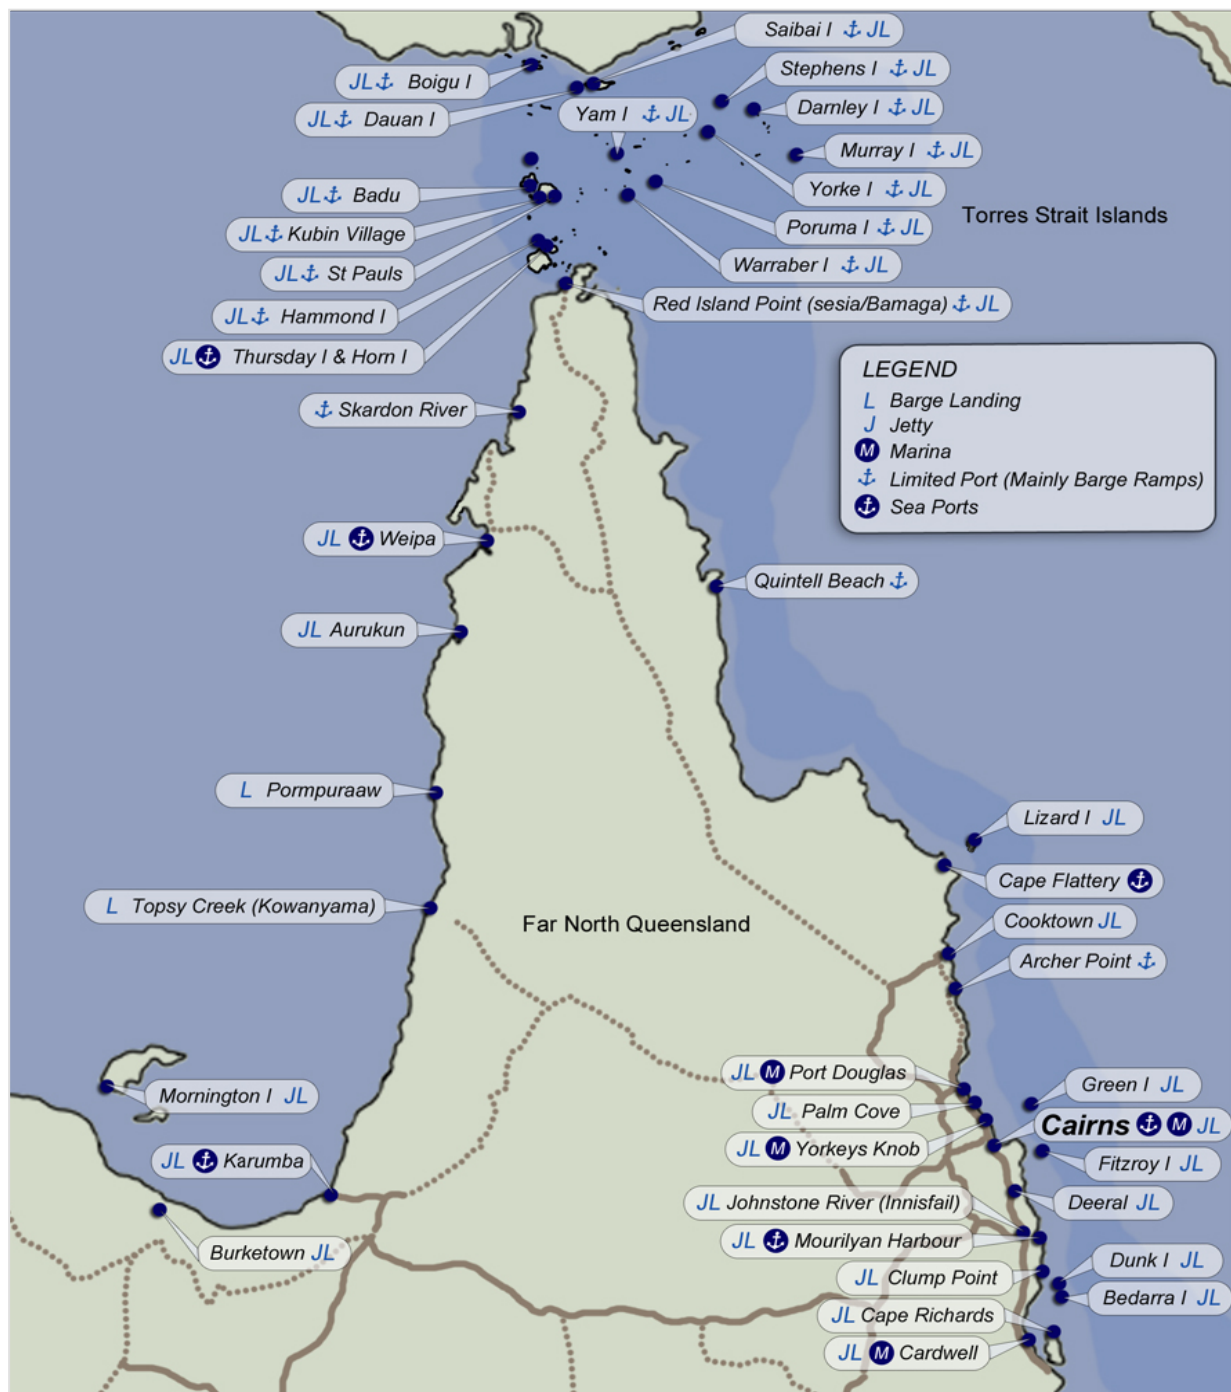 Saibai I JL
Stephens I JL
JL Boigu I
Darnley I JL
JL Dauan I
Yam I JL
Murray I JL
JL Badu
Yorke I JL
Torres Strait Islands
Poruma I JL
JL Kubin Village
Warraber I JL
JL St Pauls
Red Island Point (sesia/Bamaga) JL
JL Hammond I
JL Thursday I & Horn I
LEGEND
L Barge Landing
J Jetty
M Marina
Limited Port (Mainly Barge Ramps)
Sea Ports
Skardon River
JL Weipa
Quintell Beach
JL Aurukun
L Pormpuraaw
Lizard I JL
Cape Flattery
L Topsy Creek (Kowanyama)
Far North Queensland
Cooktown JL
Archer Point
JL M Port Douglas
Green I JL
Mornington I JL
JL Palm Cove
Cairns M JL
JL M Yorkeys Knob
JL Karumba
Fitzroy I JL
JL Johnstone River (Innisfail)
Deeral JL
JL Mourilyan Harbour
Burketown JL
Dunk I JL
JL Clump Point
Bedarra I JL
JL Cape Richards
JL M Cardwell